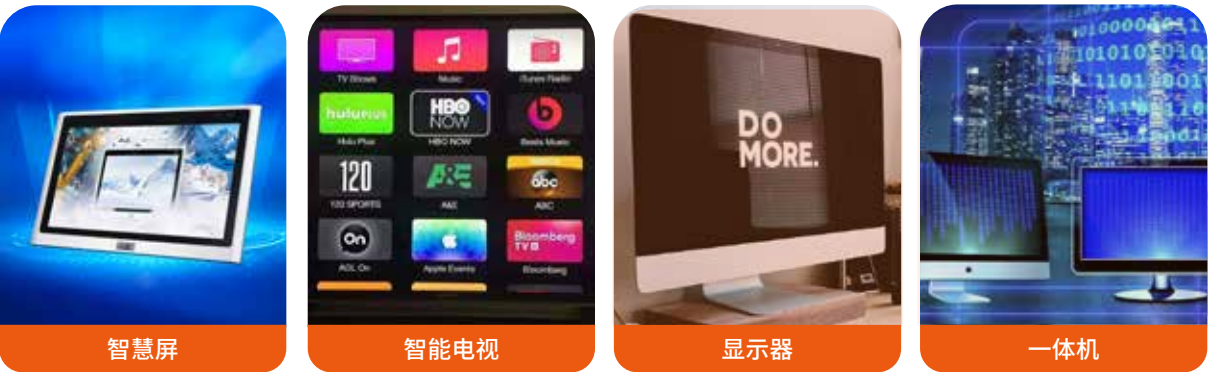 TV Shows
Music
iTunes Radio
hulu
Hulu Plus
HBO
NOW
HBO NOW
Beats Music
120
120 SPORTS
A&E
A&E
abc
ABC
On
AOL On
Apple Events
Bloomberg
TV
Bloomberg
DO
MORE.
智慧屏
智能电视
显示器
一体机